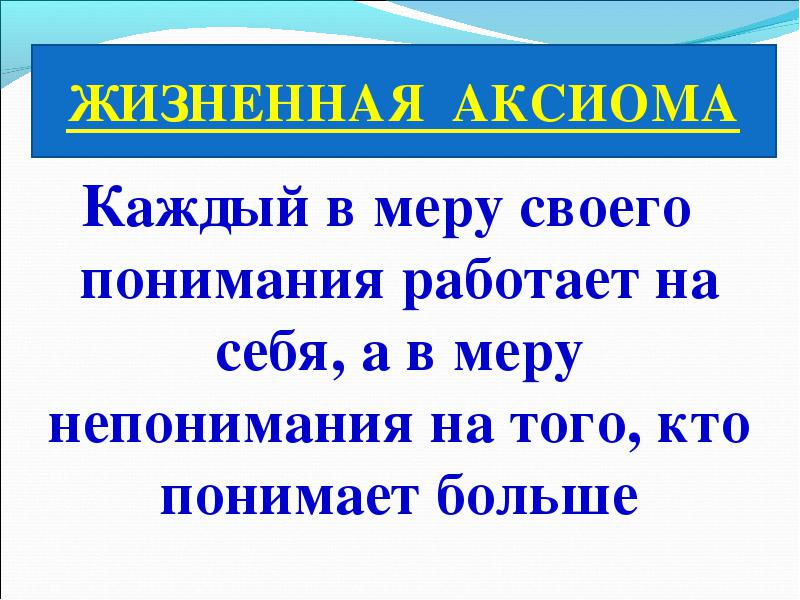 ЖИЗНЕННАЯ АКСИОМА
Каждый в меру своего
понимания работает на
себя, а в меру
непонимания на того, кто
понимает больше